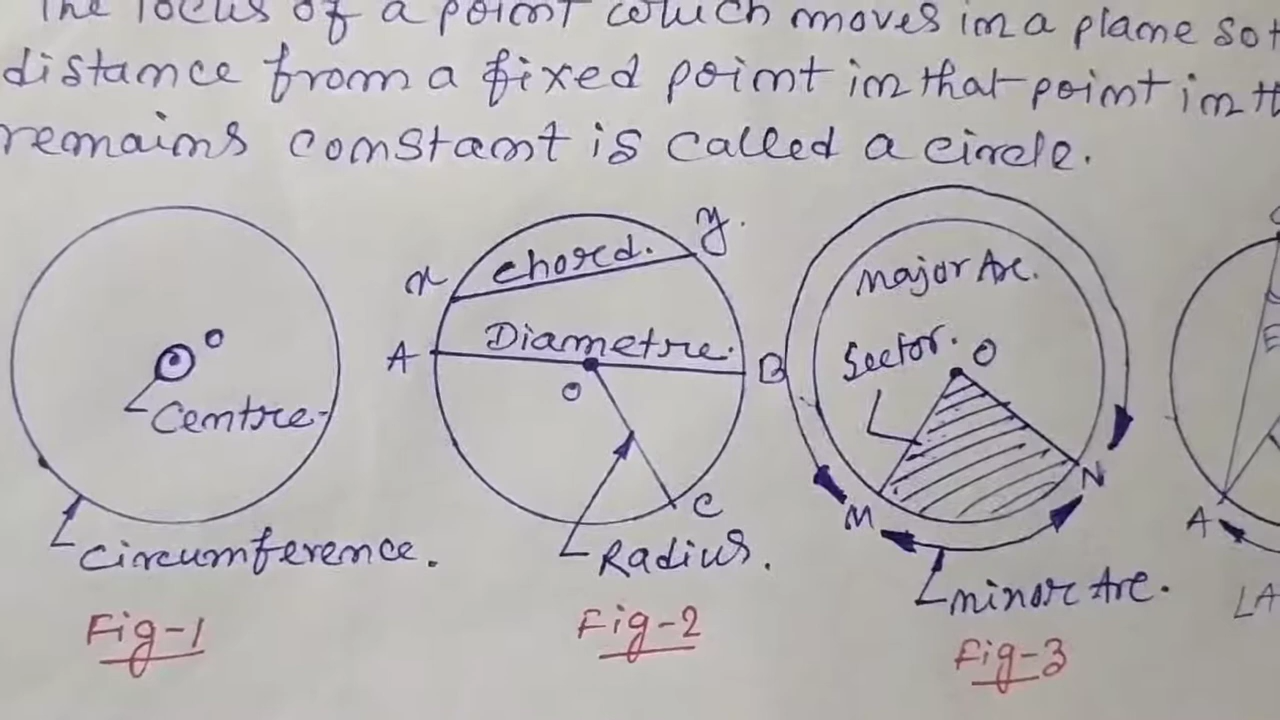 The locus of a point which moves in a plane so t
distance from a fixed point in that point in th
remains constant is called a circle.
x chored. y.
A Diametre. B
O
C
Radius.
Fig-2
O
Centre
Circumference.
Fig-1
Major Arc.
Sector. O
M N
minor Arc.
Fig-3
E
A
∠A